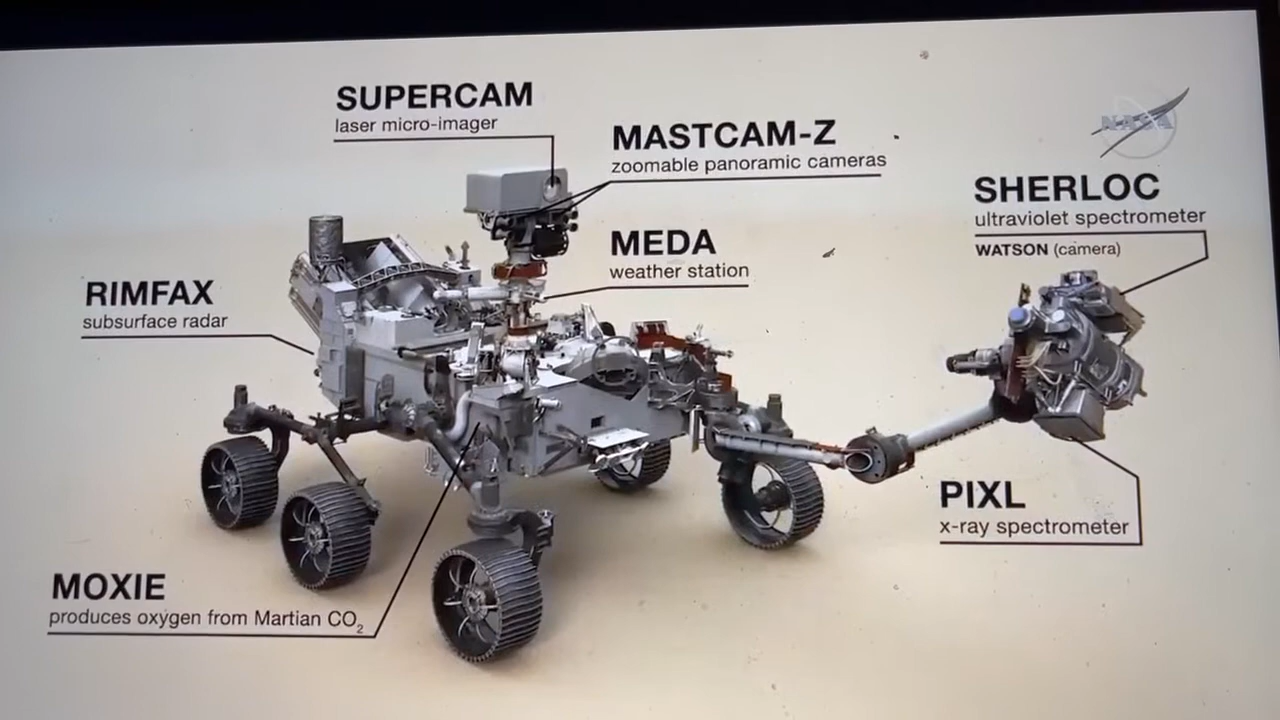 SUPERCAM
laser micro-imager
MASTCAM-Z
zoomable panoramic cameras
NASA
SHERLOC
ultraviolet spectrometer
WATSON (camera)
MEDA
weather station
RIMFAX
subsurface radar
PIXL
x-ray spectrometer
MOXIE
produces oxygen from Martian CO₂